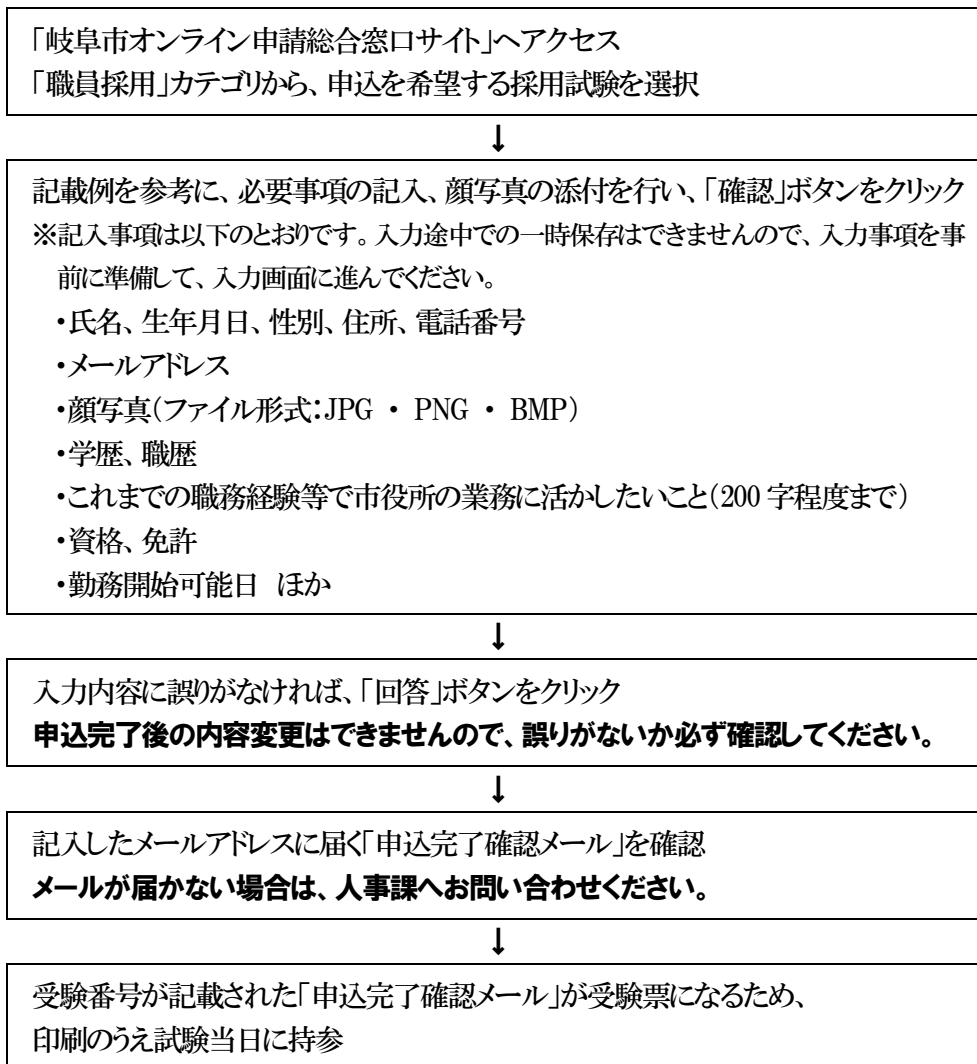 「岐阜市オンライン申請総合窓口サイト」へアクセス
「職員採用」カテゴリから、申込を希望する採用試験を選択
↓
記載例を参考に、必要事項の記入、顔写真の添付を行い、「確認」ボタンをクリック
※記入事項は以下のとおりです。入力途中での一時保存はできませんので、入力事項を事
前に準備して、入力画面に進んでください。
・氏名、生年月日、性別、住所、電話番号
・メールアドレス
・顔写真（ファイル形式：JPG ・ PNG ・ BMP）
・学歴、職歴
・これまでの職務経験等で市役所の業務に活かしたいこと（200 字程度まで）
・資格、免許
・勤務開始可能日　ほか
↓
入力内容に誤りがなければ、「回答」ボタンをクリック
申込完了後の内容変更はできませんので、誤りがないか必ず確認してください。
↓
記入したメールアドレスに届く「申込完了確認メール」を確認
メールが届かない場合は、人事課へお問い合わせください。
↓
受験番号が記載された「申込完了確認メール」が受験票になるため、
印刷のうえ試験当日に持参